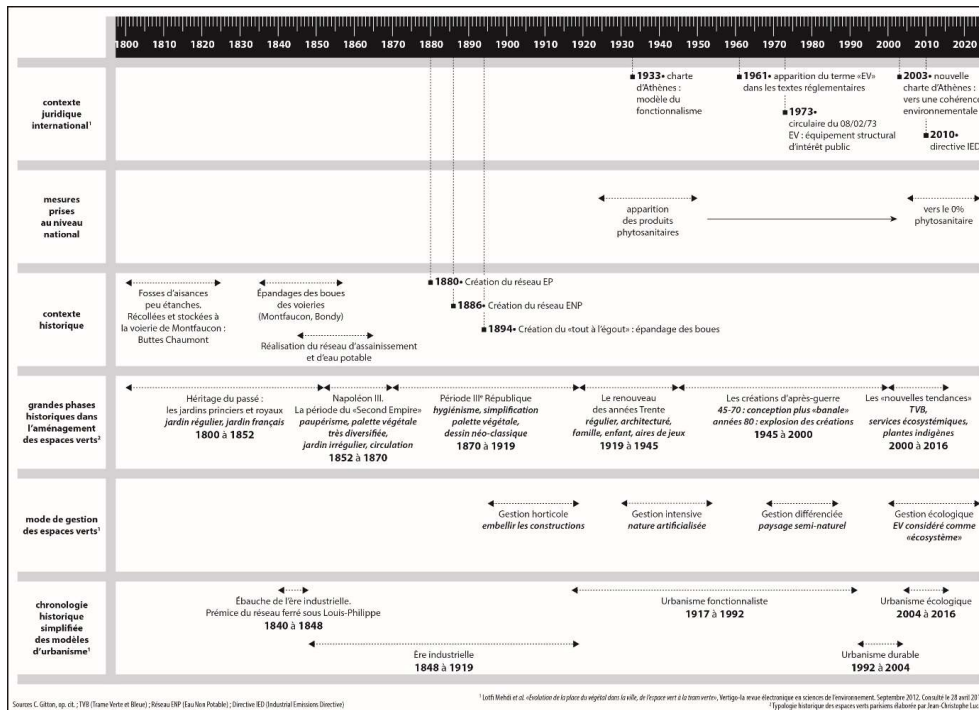 1800 1810 1820 1830 1840 1850 1860 1870 1880 1890 1900 1910 1920 1930 1940 1950 1960 1970 1980 1990 2000 2010 2020
contexte
juridique
international¹
1933• charte
d'Athènes :
modèle du
fonctionnalisme
1961• apparition du terme «EV»
dans les textes réglementaires
1973•
circulaire du 08/02/73
EV : équipement structural
d'intérêt public
2003• nouvelle
charte d'Athènes :
vers une cohérence
environnementale
2010•
directive IED
mesures
prises
au niveau
national
apparition
des produits
phytosanitaires
vers le 0%
phytosanitaire
contexte
historique
Fosses d'aisances
peu étanches.
Récollées et stockées à
la voierie de Montfaucon :
Buttes Chaumont
Épandages des boues
des voieries
(Montfaucon, Bondy)
Réalisation du réseau d'assainissement
et d'eau potable
1880• Création du réseau EP
1886• Création du réseau ENP
1894• Création du «tout à l'égout» : épandage des boues
grandes phases
historiques dans
l'aménagement
des espaces verts²
Héritage du passé :
les jardins princiers et royaux
jardin régulier, jardin français
1800 à 1852
Napoléon III.
La période du «Second Empire»
paupérisme, palette végétale
très diversifiée,
jardin irrégulier, circulation
1852 à 1870
Période IIIᵉ République
hygiénisme, simplification
palette végétale,
dessin néo-classique
1870 à 1919
Le renouveau
des années Trente
régulier, architecturé,
famille, enfant, aires de jeux
1919 à 1945
Les créations d'après-guerre
45-70 : conception plus «banale»
années 80 : explosion des créations
1945 à 2000
Les «nouvelles tendances»
TVB,
services écosystémiques,
plantes indigènes
2000 à 2016
mode de gestion
des espaces verts¹
Gestion horticole
embellir les constructions
Gestion intensive
nature artificialisée
Gestion différenciée
paysage semi-naturel
Gestion écologique
EV considéré comme
«écosystème»
chronologie
historique
simplifiée
des modèles
d'urbanisme¹
Ébauche de l'ère industrielle.
Prémice du réseau ferré sous Louis-Philippe
1840 à 1848
Ère industrielle
1848 à 1919
Urbanisme fonctionnaliste
1917 à 1992
Urbanisme durable
1992 à 2004
Urbanisme écologique
2004 à 2016
Sources C. Gitton, op. cit. ; TVB (Trame Verte et Bleue) ; Réseau ENP (Eau Non Potable) ; Directive IED (Industrial Emissions Directive)
¹ Lotfi Mehdi et al. «Évolution de la place du végétal dans la ville, de l'espace vert à la trame verte», Vertigo-la revue électronique en sciences de l'environnement. Septembre 2012. Consulté le 28 avril
² Typologie historique des espaces verts parisiens élaborée par Jean-Christophe